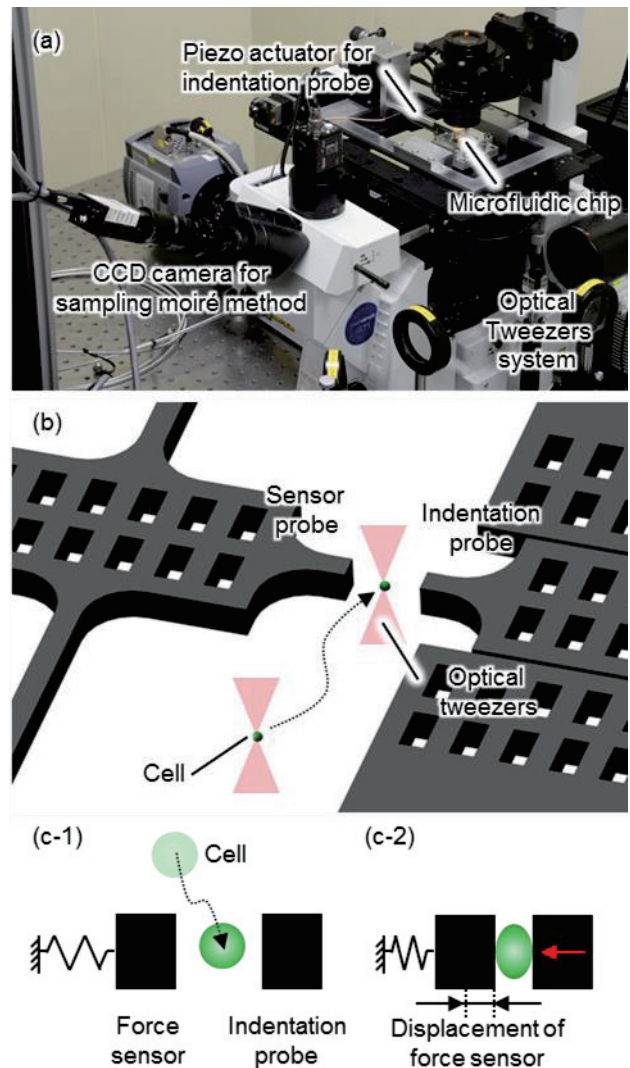 (a)
Piezo actuator for
indentation probe
Microfluidic chip
CCD camera for
sampling moiré method
Optical
Tweezers
system
(b)
Sensor
probe
Indentation
probe
Optical
tweezers
Cell
(c-1)
Cell
Force
sensor
Indentation
probe
(c-2)
Displacement of
force sensor